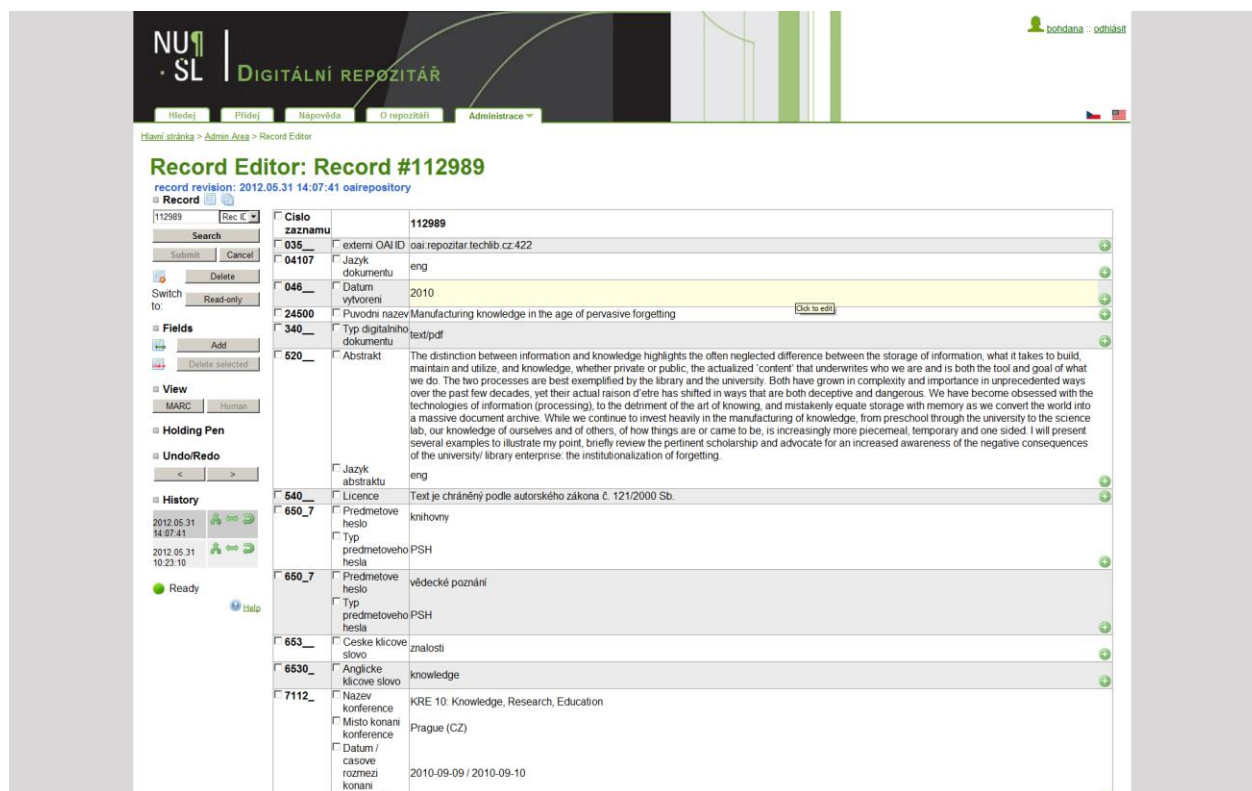 bohdana :: odhlásit
NU¶
· SL
DIGITÁLNÍ REPOZITÁŘ
Hledej Přidej Nápověda O repozitáři Administrace
Hlavní stránka > Admin Area > Record Editor
Record Editor: Record #112989
record revision: 2012.05.31 14:07:41 oairepository
Record
112989 Rec ID
Search
Submit Cancel
Delete
Switch to: Read-only
Fields
Add
Delete selected
View
MARC Human
Holding Pen
Undo/Redo
< >
History
2012.05.31
14:07:41
2012.05.31
10:23:10
Ready
Help
Cislo zaznamu 112989
035__ externi OAI ID oai:repozitar.techlib.cz:422
04107 Jazyk dokumentu eng
046__ Datum vytvoreni 2010
Click to edit
24500 Puvodni nazev Manufacturing knowledge in the age of pervasive forgetting
340__ Typ digitalniho dokumentu text/pdf
520__ Abstrakt The distinction between information and knowledge highlights the often neglected difference between the storage of information, what it takes to build,
maintain and utilize, and knowledge, whether private or public, the actualized 'content' that underwrites who we are and is both the tool and goal of what
we do. The two processes are best exemplified by the library and the university. Both have grown in complexity and importance in unprecedented ways
over the past few decades, yet their actual raison d'etre has shifted in ways that are both deceptive and dangerous. We have become obsessed with the
technologies of information (processing), to the detriment of the art of knowing, and mistakenly equate storage with memory as we convert the world into
a massive document archive. While we continue to invest heavily in the manufacturing of knowledge, from preschool through the university to the science
lab, our knowledge of ourselves and of others, of how things are or came to be, is increasingly more piecemeal, temporary and one sided. I will present
several examples to illustrate my point, briefly review the pertinent scholarship and advocate for an increased awareness of the negative consequences
of the university/ library enterprise: the institutionalization of forgetting.
Jazyk abstraktu eng
540__ Licence Text je chráněný podle autorského zákona č. 121/2000 Sb.
650_7 Predmetove heslo knihovny
Typ predmetoveho hesla PSH
650_7 Predmetove heslo vědecké poznání
Typ predmetoveho hesla PSH
653__ Ceske klicove slovo znalosti
6530_ Anglicke klicove slovo knowledge
7112_ Nazev konference KRE 10: Knowledge, Research, Education
Misto konani konference Prague (CZ)
Datum / casove rozmezi konani 2010-09-09 / 2010-09-10